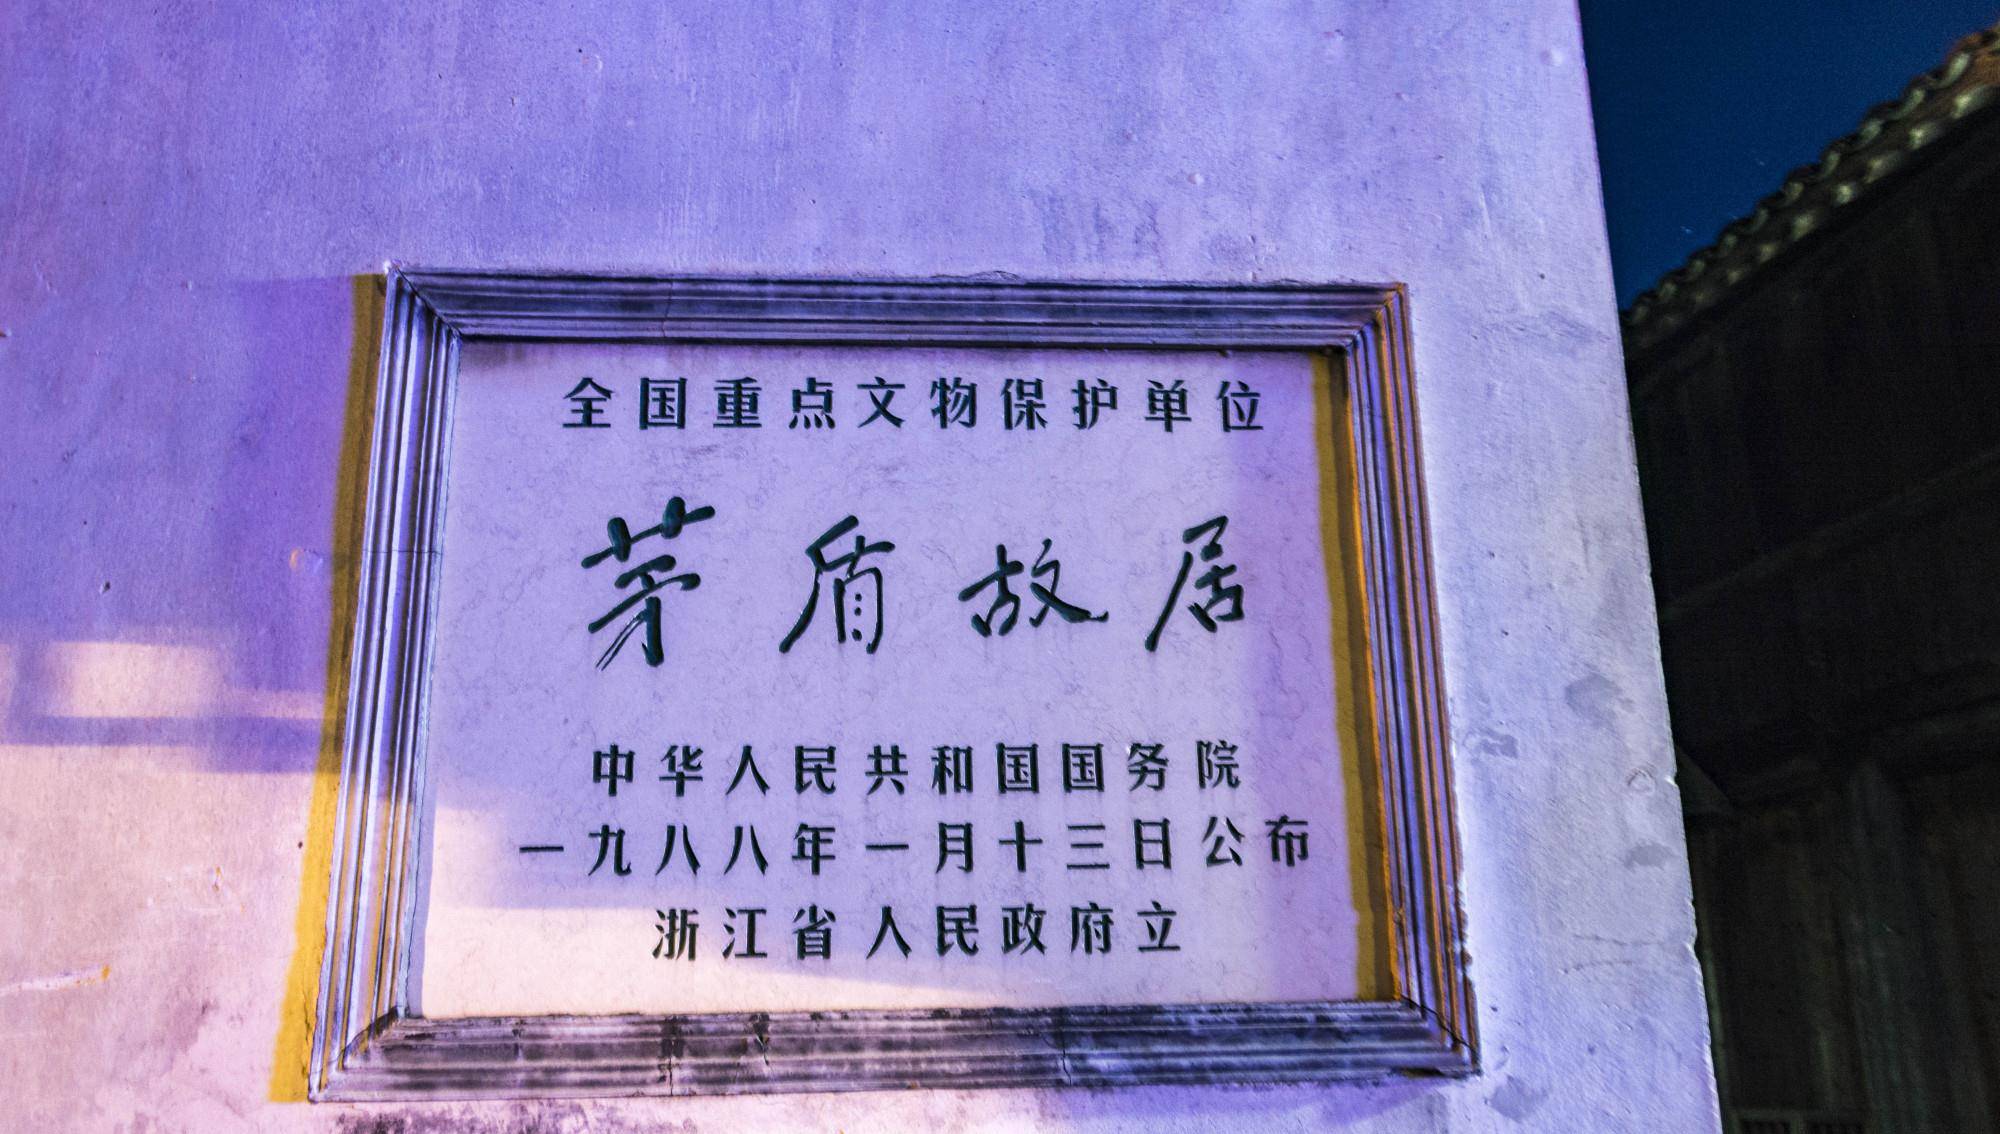 全国重点文物保护单位
茅盾故居
中华人民共和国国务院
一九八八年一月十三日公布
浙江省人民政府立